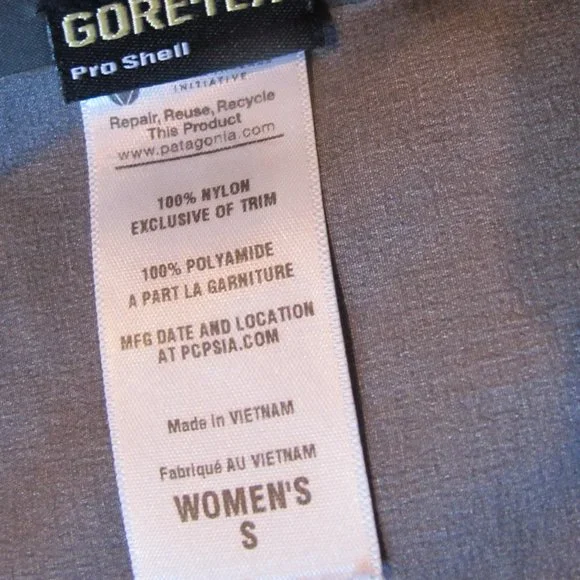 GORE-TEX
Pro Shell
INITIATIVE
Repair, Reuse, Recycle
This Product
www.patagonia.com
100% NYLON
EXCLUSIVE OF TRIM
100% POLYAMIDE
A PART LA GARNITURE
MFG DATE AND LOCATION
AT PCPSIA.COM
Made in VIETNAM
Fabriqué AU VIETNAM
WOMEN'S
S